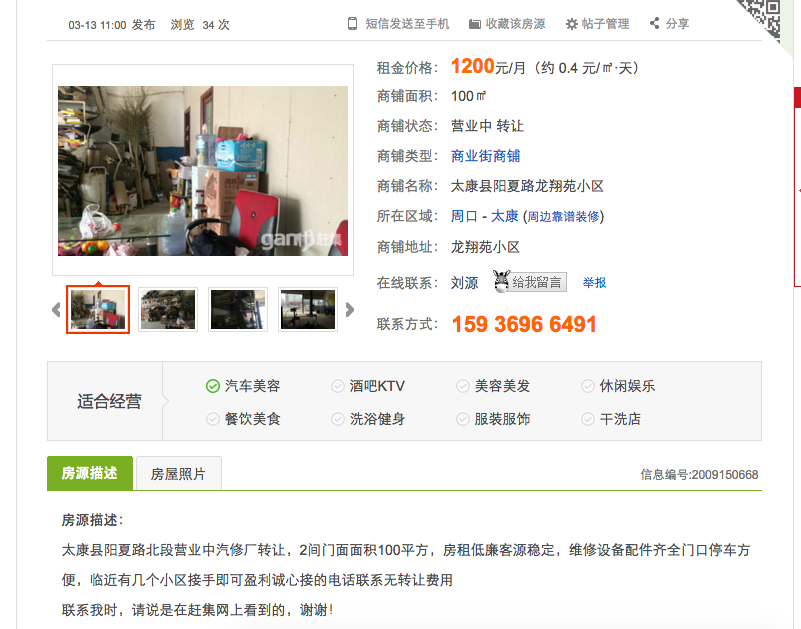 03-13 11:00 发布 浏览 34 次 短信发送至手机 收藏该房源 帖子管理 分享
租金价格： 1200元/月（约 0.4 元/㎡·天）
商铺面积： 100㎡
商铺状态： 营业中 转让
商铺类型： 商业街商铺
商铺名称： 太康县阳夏路龙翔苑小区
所在区域： 周口 - 太康 (周边靠谱装修)
商铺地址： 龙翔苑小区
在线联系： 刘源 给我留言 举报
联系方式： 159 3696 6491
ganji赶集
适合经营
汽车美容 酒吧KTV 美容美发 休闲娱乐
餐饮美食 洗浴健身 服装服饰 干洗店
房源描述 房屋照片 信息编号:2009150668
房源描述：
太康县阳夏路北段营业中汽修厂转让，2间门面面积100平方，房租低廉客源稳定，维修设备配件齐全门口停车方
便，临近有几个小区接手即可盈利诚心接的电话联系无转让费用
联系我时，请说是在赶集网上看到的，谢谢！